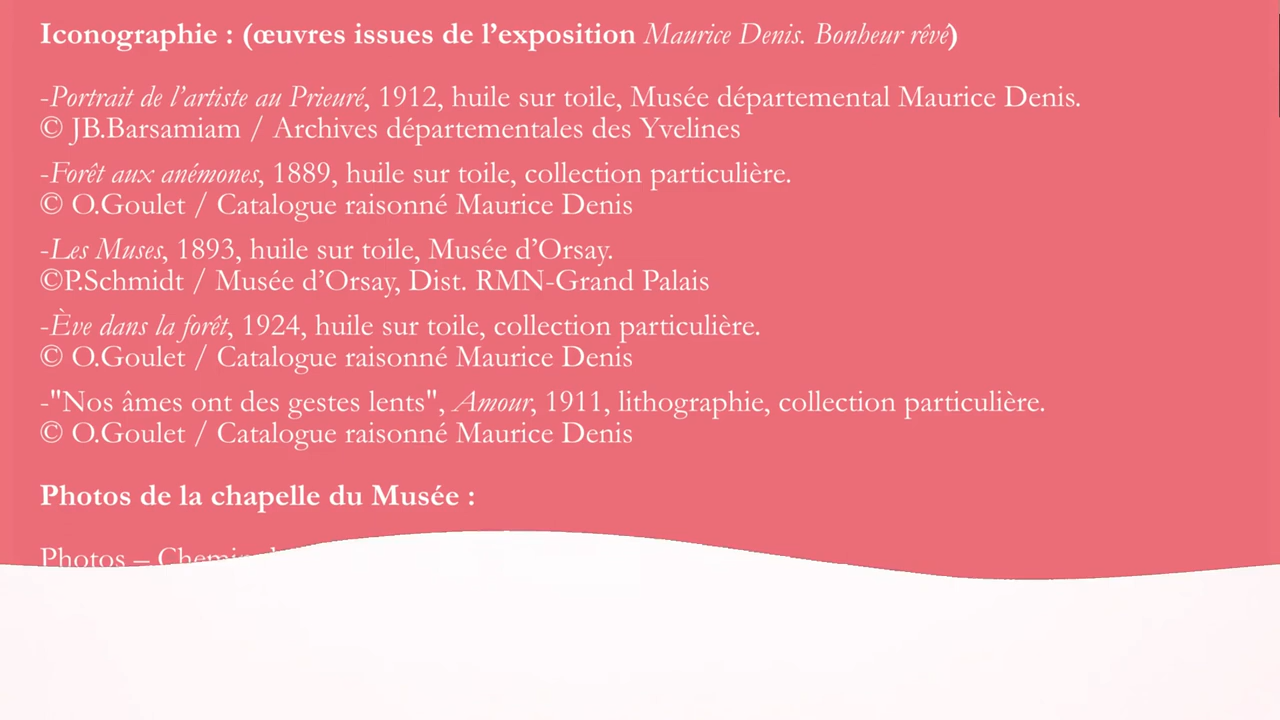 Iconographie : (œuvres issues de l’exposition Maurice Denis. Bonheur rêvé)
-Portrait de l’artiste au Prieuré, 1912, huile sur toile, Musée départemental Maurice Denis.
© JB.Barsamiam / Archives départementales des Yvelines
-Forêt aux anémones, 1889, huile sur toile, collection particulière.
© O.Goulet / Catalogue raisonné Maurice Denis
-Les Muses, 1893, huile sur toile, Musée d’Orsay.
©P.Schmidt / Musée d’Orsay, Dist. RMN-Grand Palais
-Ève dans la forêt, 1924, huile sur toile, collection particulière.
© O.Goulet / Catalogue raisonné Maurice Denis
-"Nos âmes ont des gestes lents", Amour, 1911, lithographie, collection particulière.
© O.Goulet / Catalogue raisonné Maurice Denis
Photos de la chapelle du Musée :
Photos –